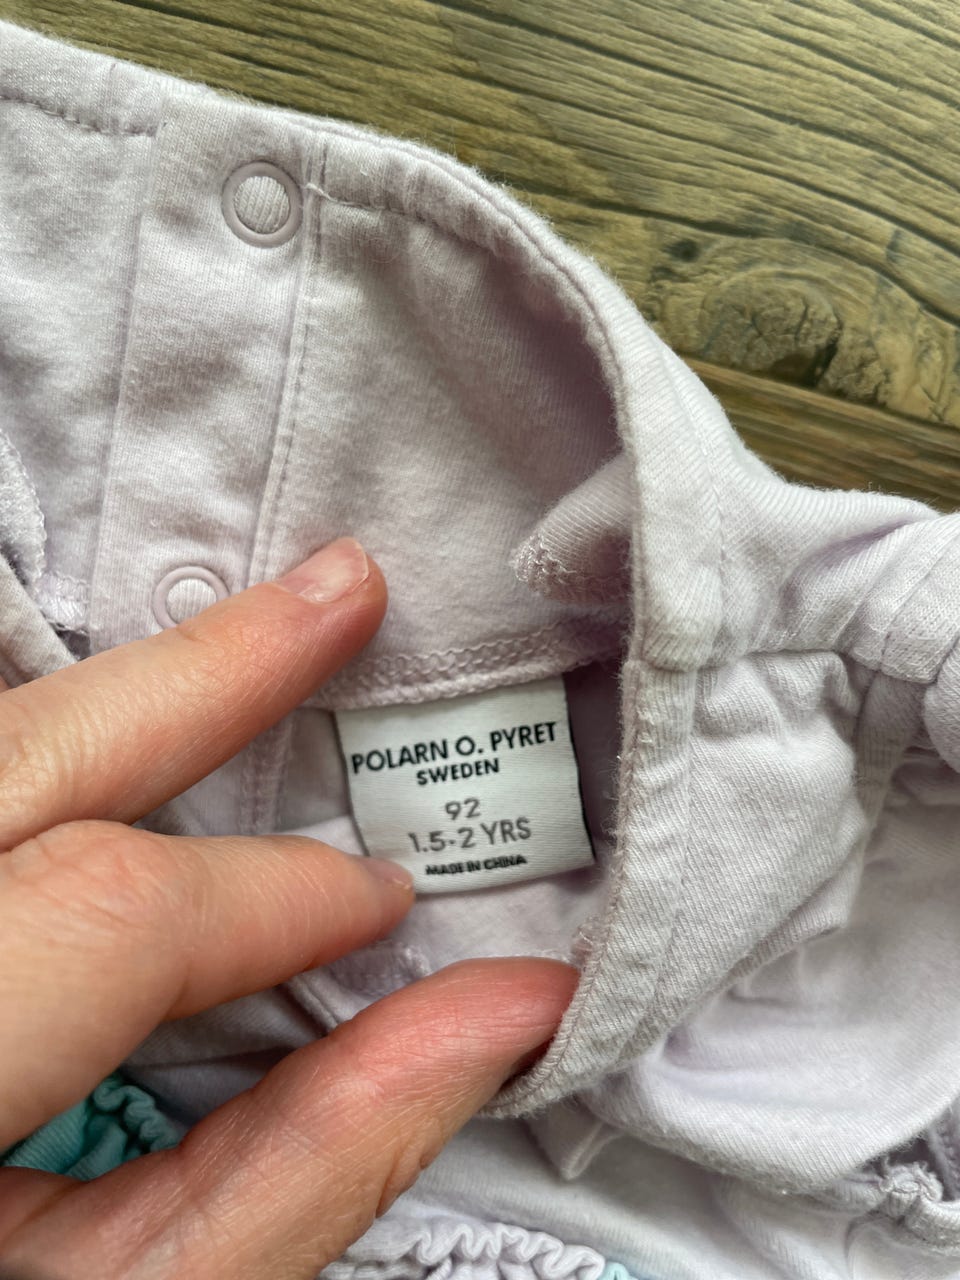 POLARN O. PYRET
SWEDEN
92
1.5-2 YRS
MADE IN CHINA